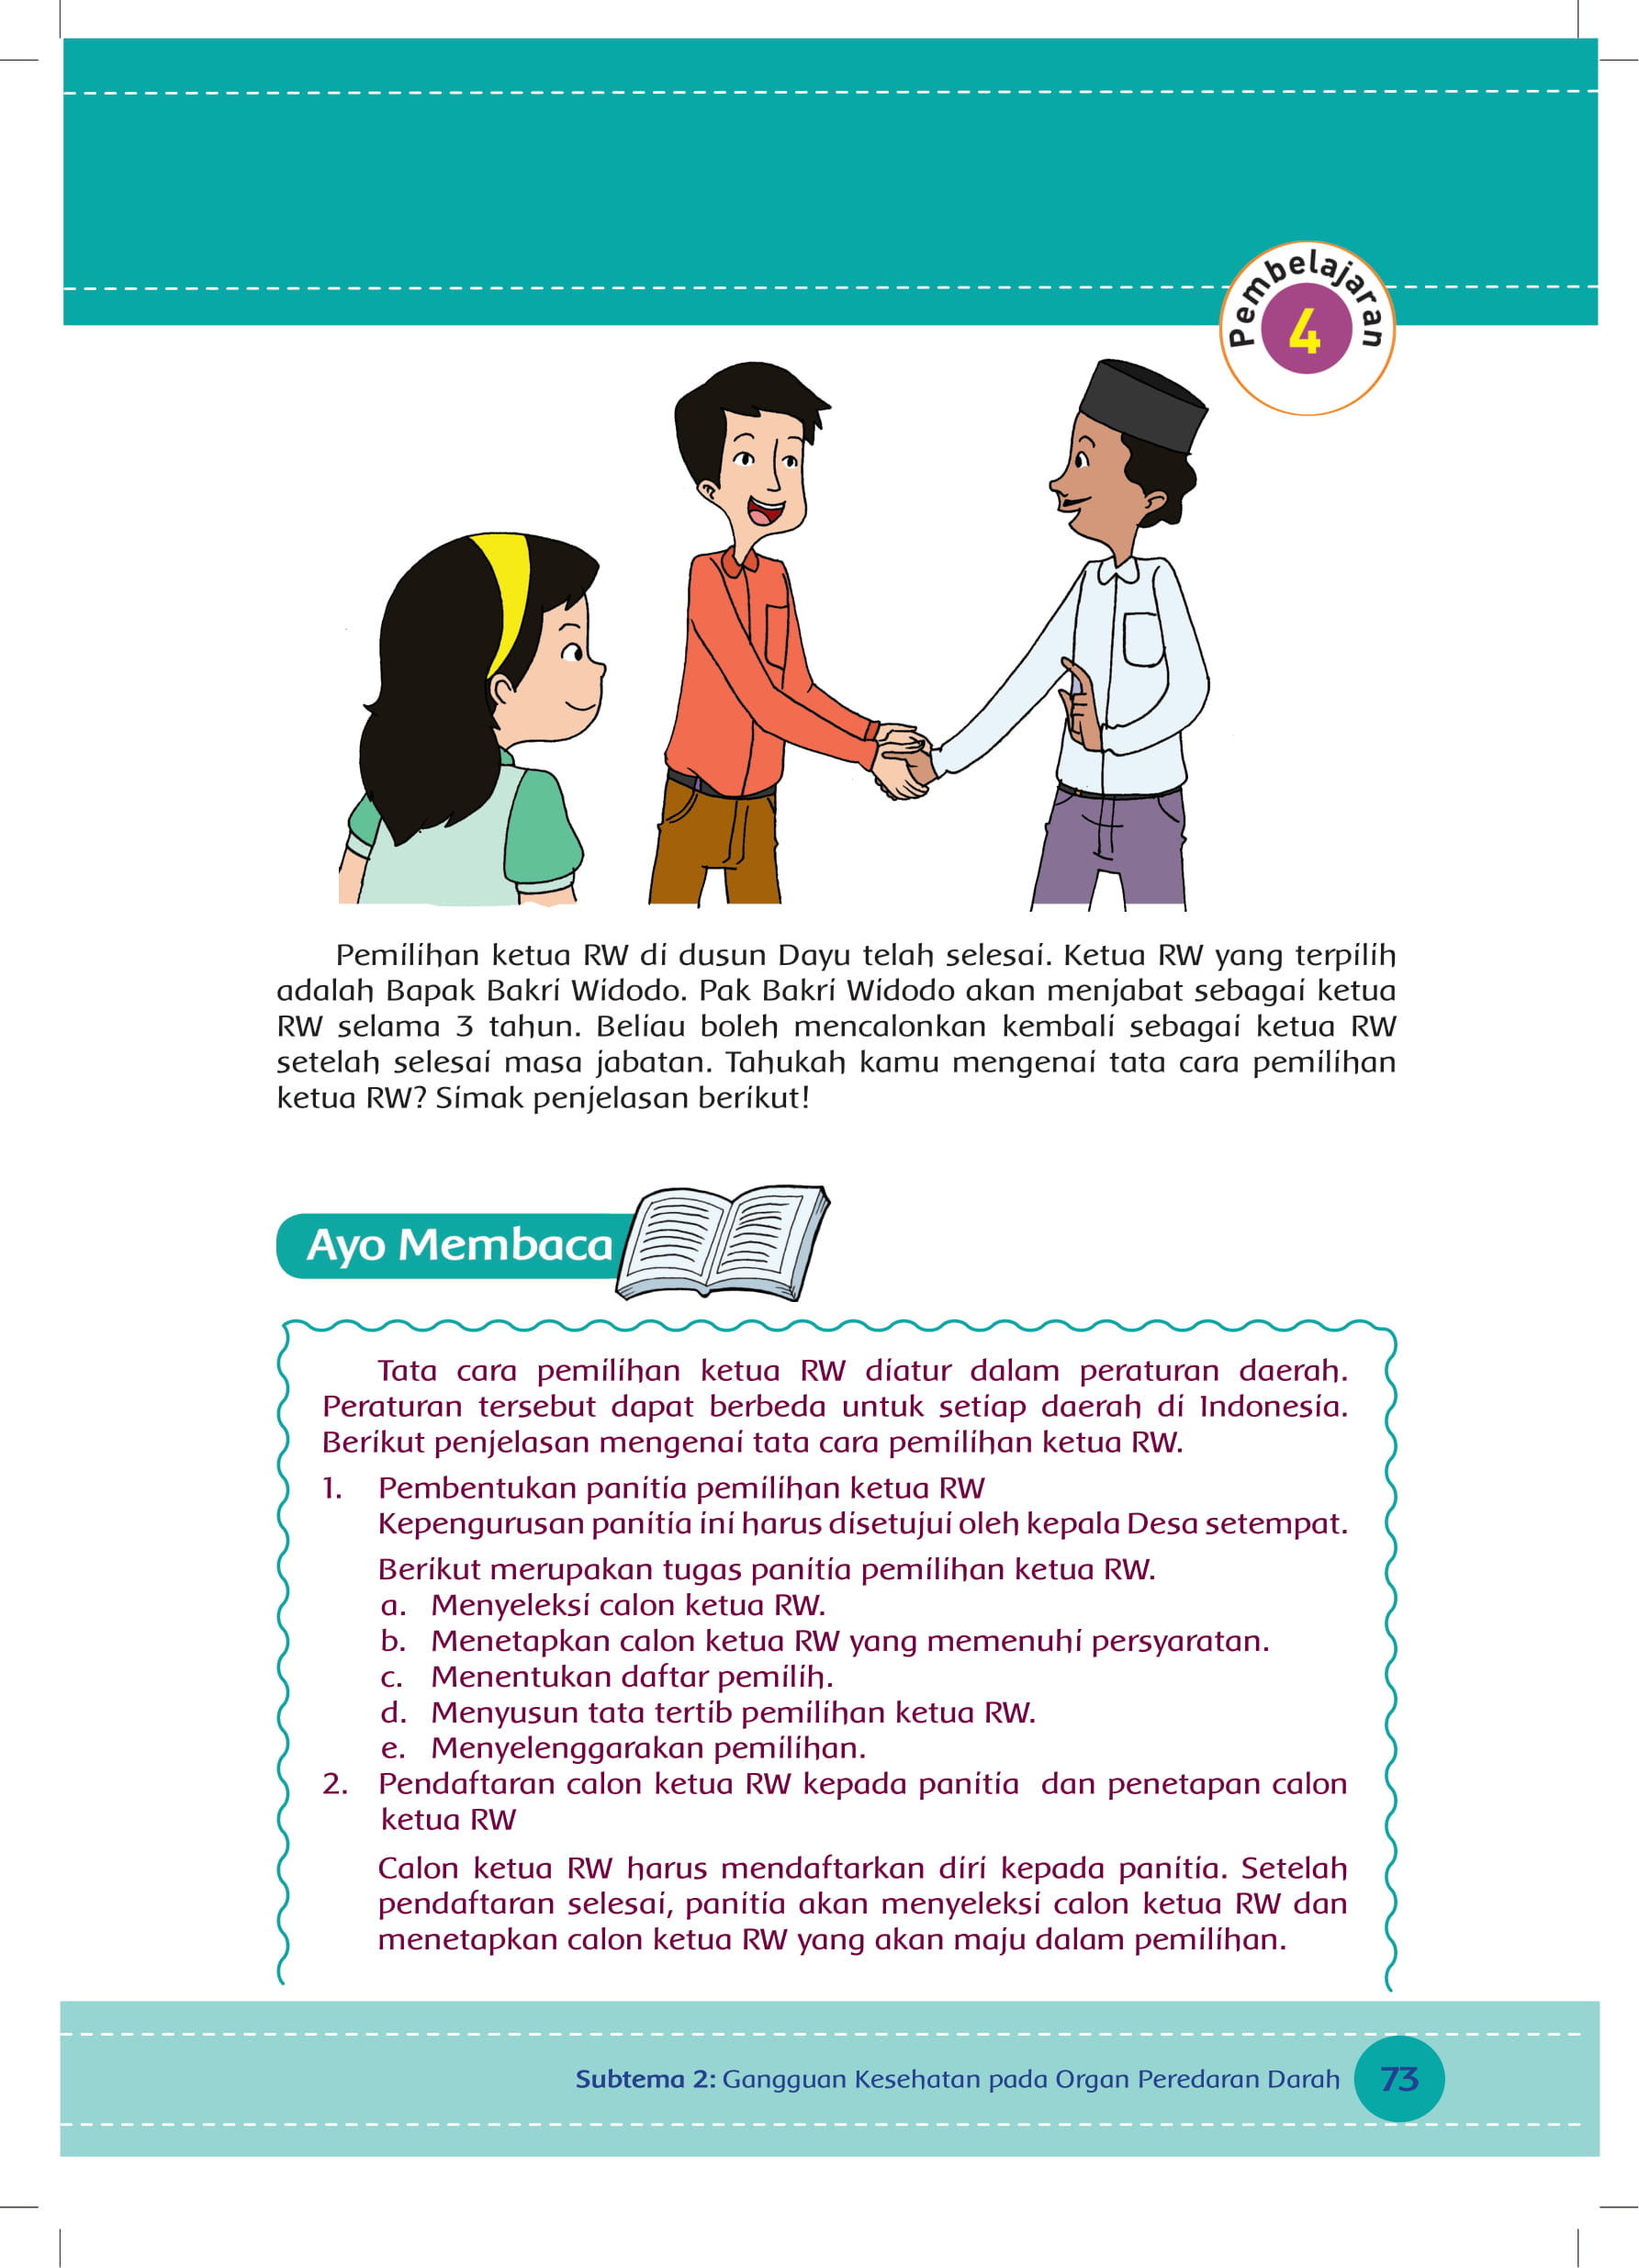 Pembelajaran
4
Pemilihan ketua RW di dusun Dayu telah selesai. Ketua RW yang terpilih
adalah Bapak Bakri Widodo. Pak Bakri Widodo akan menjabat sebagai ketua
RW selama 3 tahun. Beliau boleh mencalonkan kembali sebagai ketua RW
setelah selesai masa jabatan. Tahukah kamu mengenai tata cara pemilihan
ketua RW? Simak penjelasan berikut!
Ayo Membaca
Tata cara pemilihan ketua RW diatur dalam peraturan daerah.
Peraturan tersebut dapat berbeda untuk setiap daerah di Indonesia.
Berikut penjelasan mengenai tata cara pemilihan ketua RW.
1. Pembentukan panitia pemilihan ketua RW
Kepengurusan panitia ini harus disetujui oleh kepala Desa setempat.
Berikut merupakan tugas panitia pemilihan ketua RW.
a. Menyeleksi calon ketua RW.
b. Menetapkan calon ketua RW yang memenuhi persyaratan.
c. Menentukan daftar pemilih.
d. Menyusun tata tertib pemilihan ketua RW.
e. Menyelenggarakan pemilihan.
2. Pendaftaran calon ketua RW kepada panitia dan penetapan calon
ketua RW
Calon ketua RW harus mendaftarkan diri kepada panitia. Setelah
pendaftaran selesai, panitia akan menyeleksi calon ketua RW dan
menetapkan calon ketua RW yang akan maju dalam pemilihan.
Subtema 2: Gangguan Kesehatan pada Organ Peredaran Darah
73